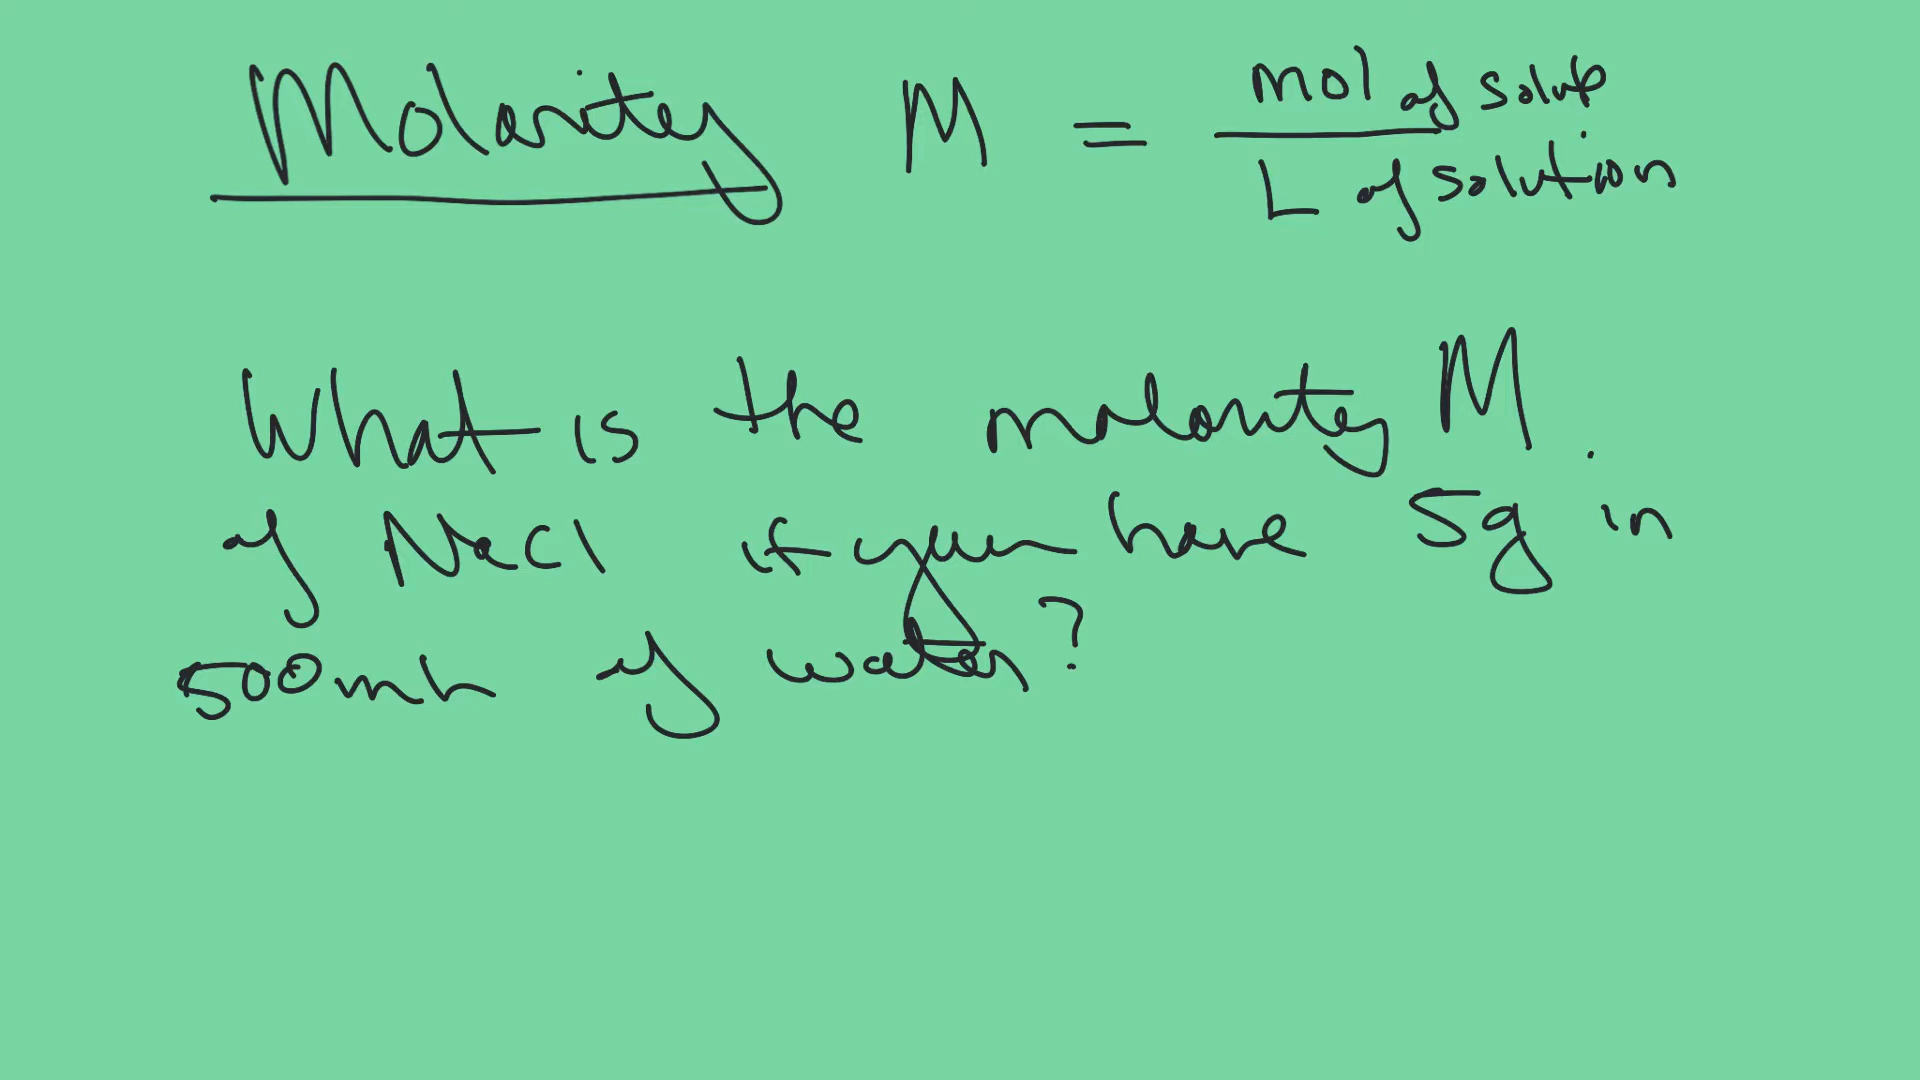 Molarity M = mol of solute
L of solution
What is the molarity M
of NaCl if you have 5g in
500mL of water?